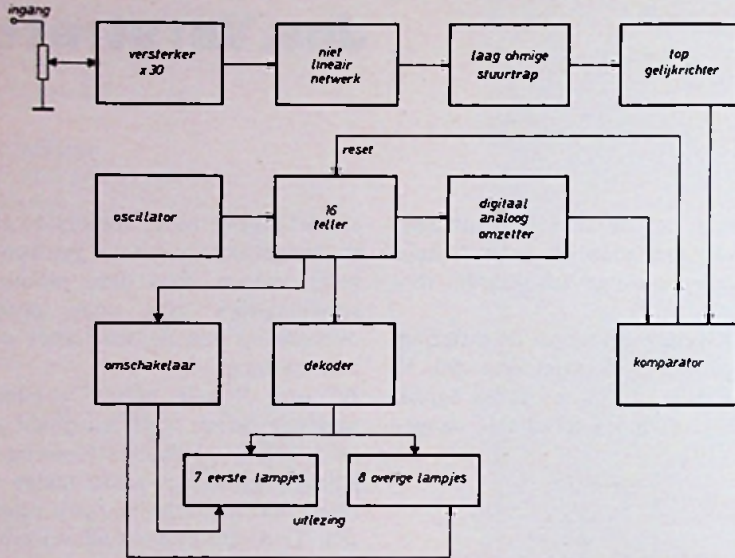 ingang
versterker
x 30
niet
lineair
netwerk
laag ohmige
stuurtrap
top
gelijkrichter
reset
oscillator
16
teller
digitaal
analoog
omzetter
omschakelaar
dekoder
komparator
7 eerste lampjes
8 overige lampjes
uitlezing